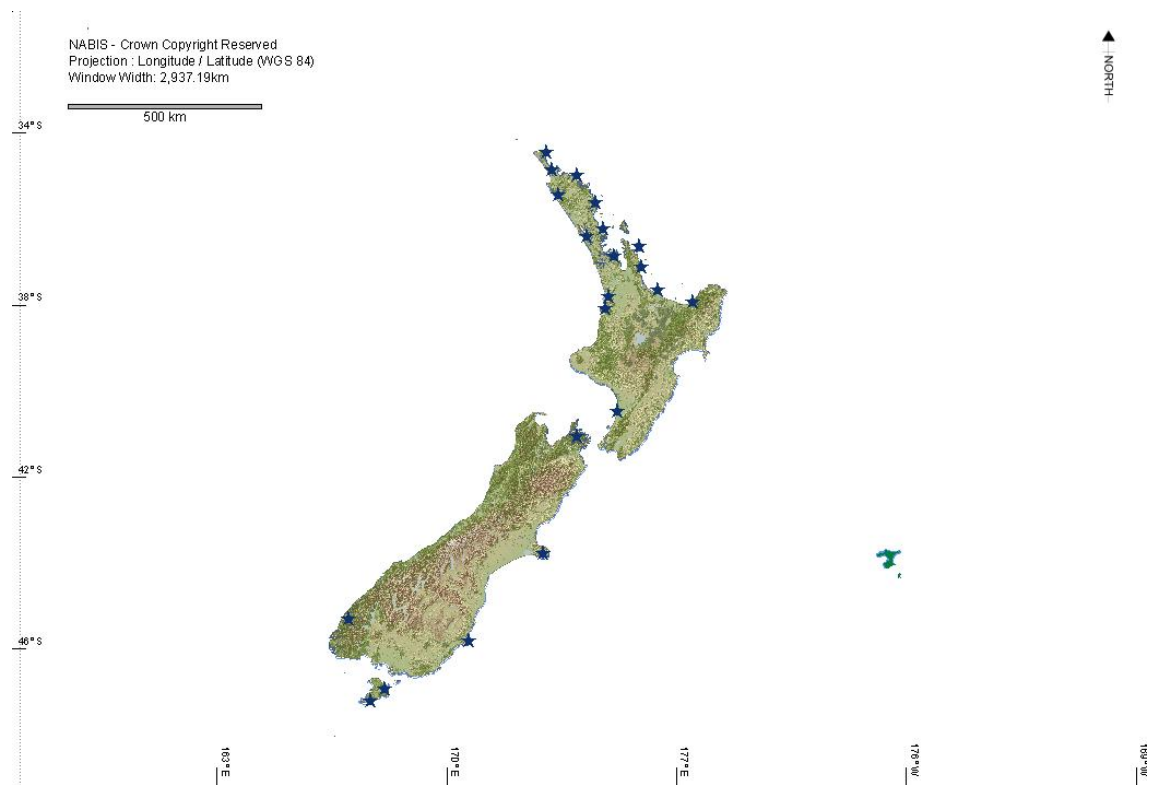 NABIS - Crown Copyright Reserved
Projection : Longitude / Latitude (WGS 84)
Window Width: 2,937.19km
500 km
NORTH
34° S
38° S
42° S
46° S
163° E
170° E
177° E
176° W
169° W